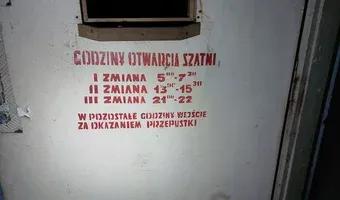 GODZINY OTWARCIA SZATNI
I ZMIANA 5⁰⁰-7³⁰
II ZMIANA 13⁰⁰-15³⁰
III ZMIANA 21⁰⁰-22
W POZOSTAŁE GODZINY WEJŚCIE
ZA OKAZANIEM PRZEPUSTKI